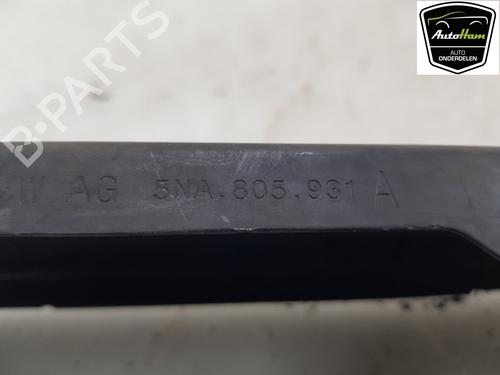 AutoHam
AUTO
ONDERDELEN
B-PARTS
AG 5NA.805.931 A